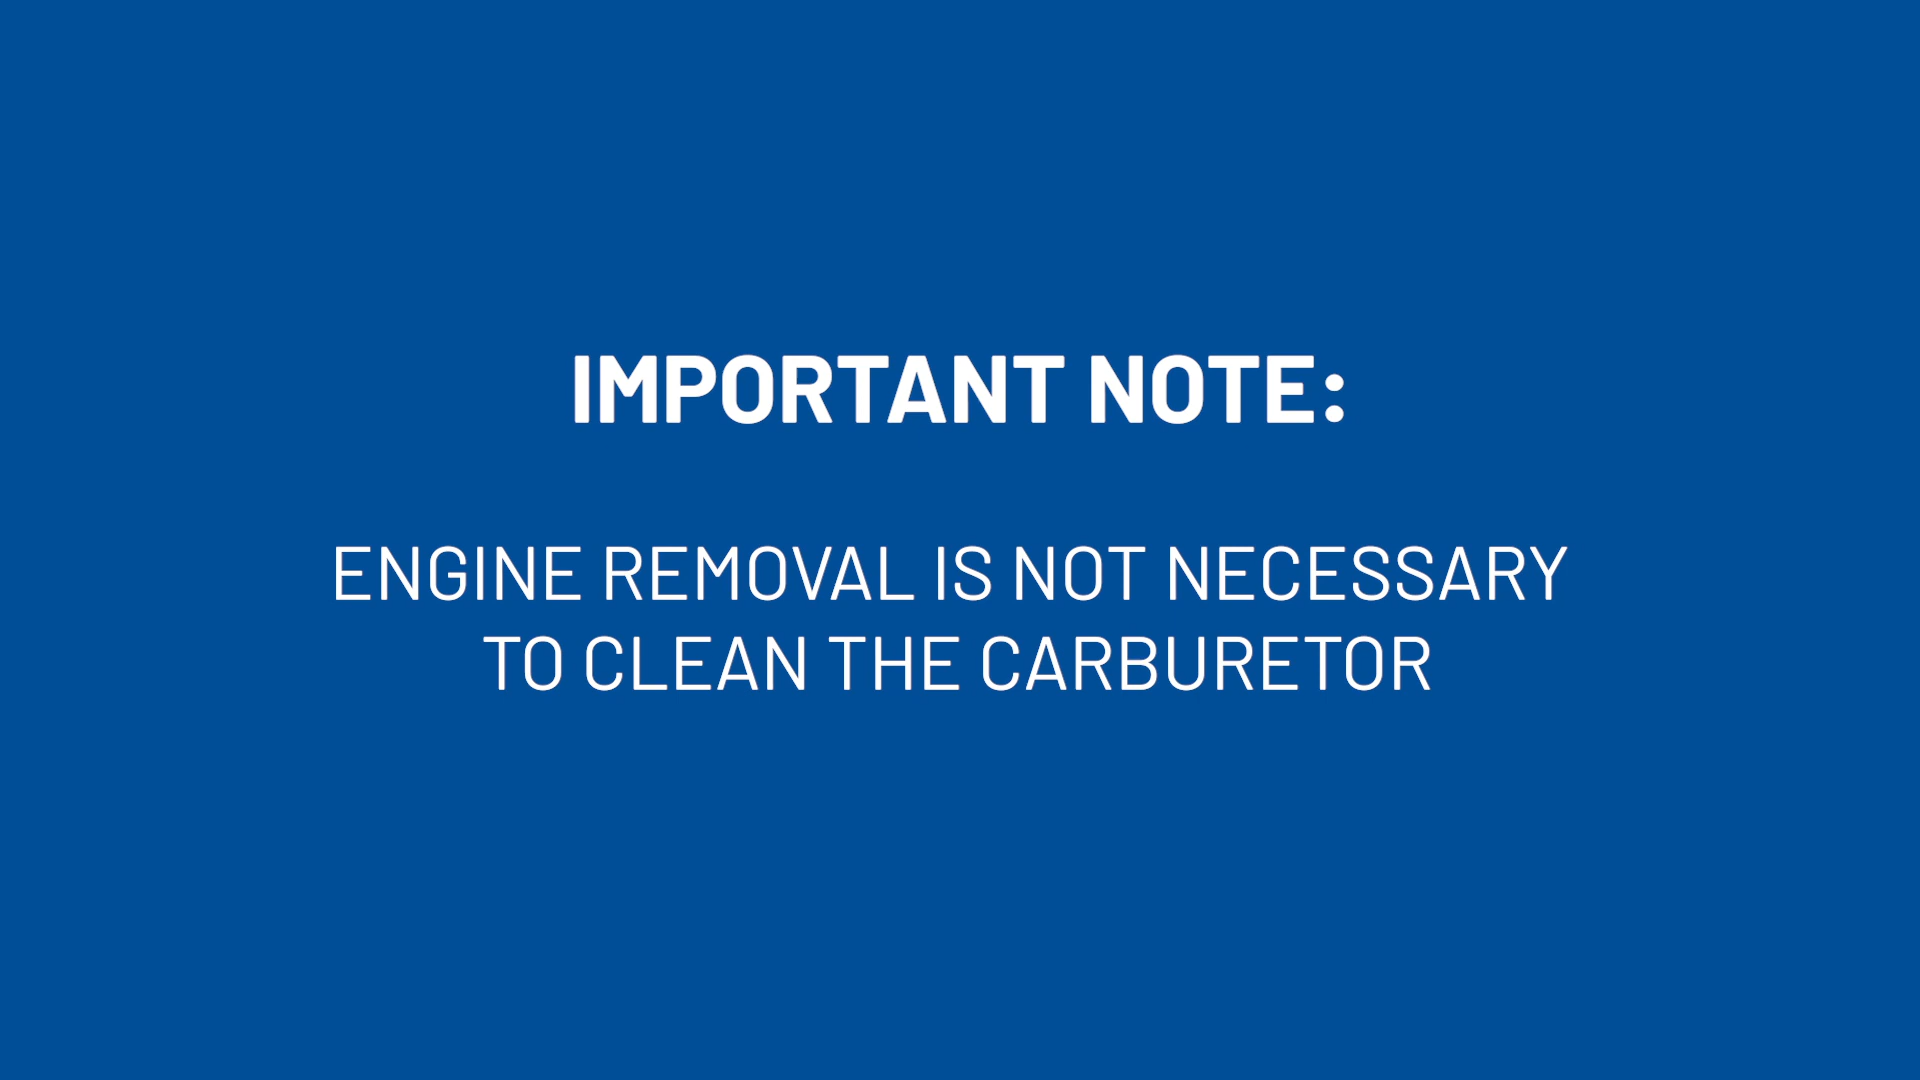 IMPORTANT NOTE:
ENGINE REMOVAL IS NOT NECESSARY
TO CLEAN THE CARBURETOR